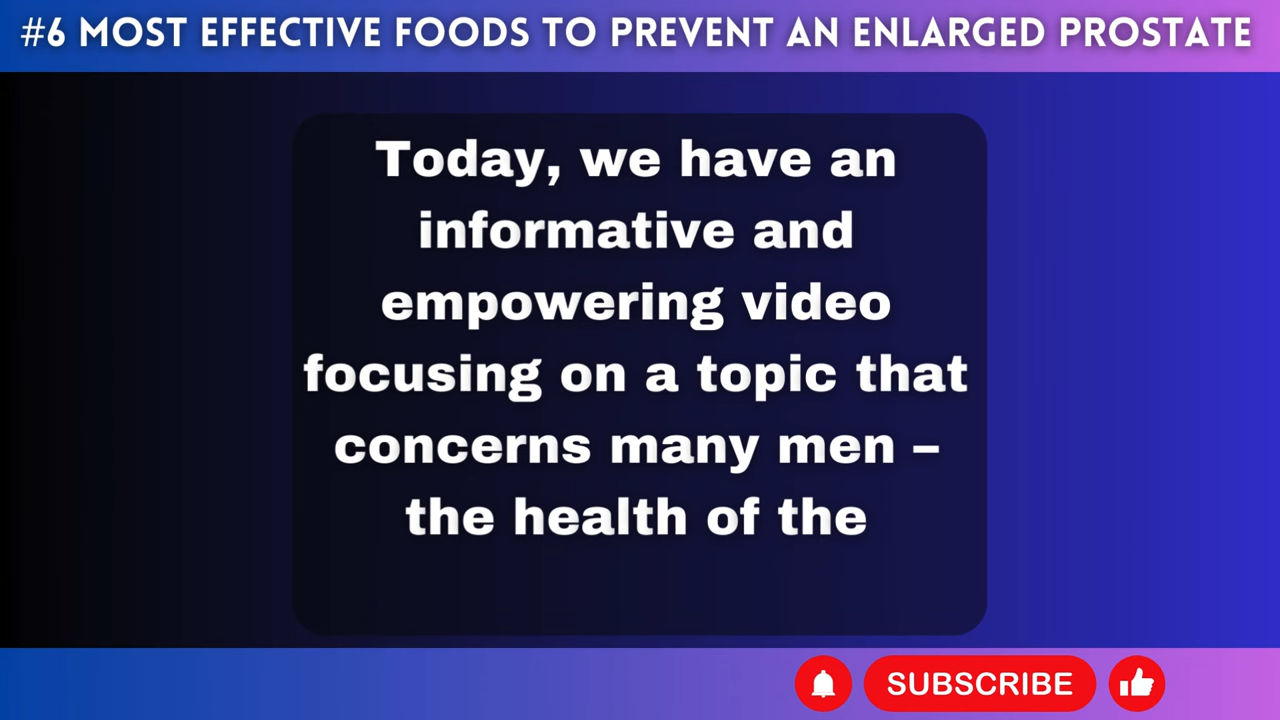 #6 MOST EFFECTIVE FOODS TO PREVENT AN ENLARGED PROSTATE
Today, we have an
informative and
empowering video
focusing on a topic that
concerns many men –
the health of the
SUBSCRIBE